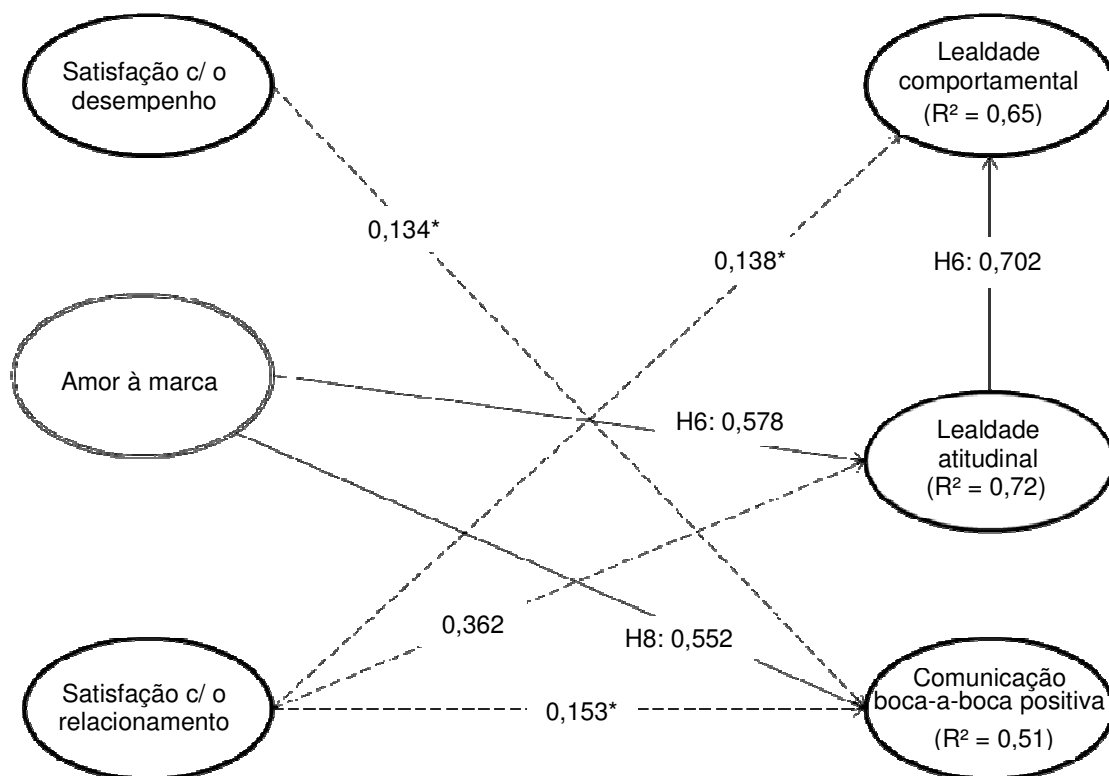 Satisfação c/ o
desempenho
Lealdade
comportamental
(R² = 0,65)
0,134*
0,138*
H6: 0,702
Amor à marca
H6: 0,578
Lealdade
atitudinal
(R² = 0,72)
0,362
H8: 0,552
Satisfação c/ o
relacionamento
0,153*
Comunicação
boca-a-boca positiva
(R² = 0,51)